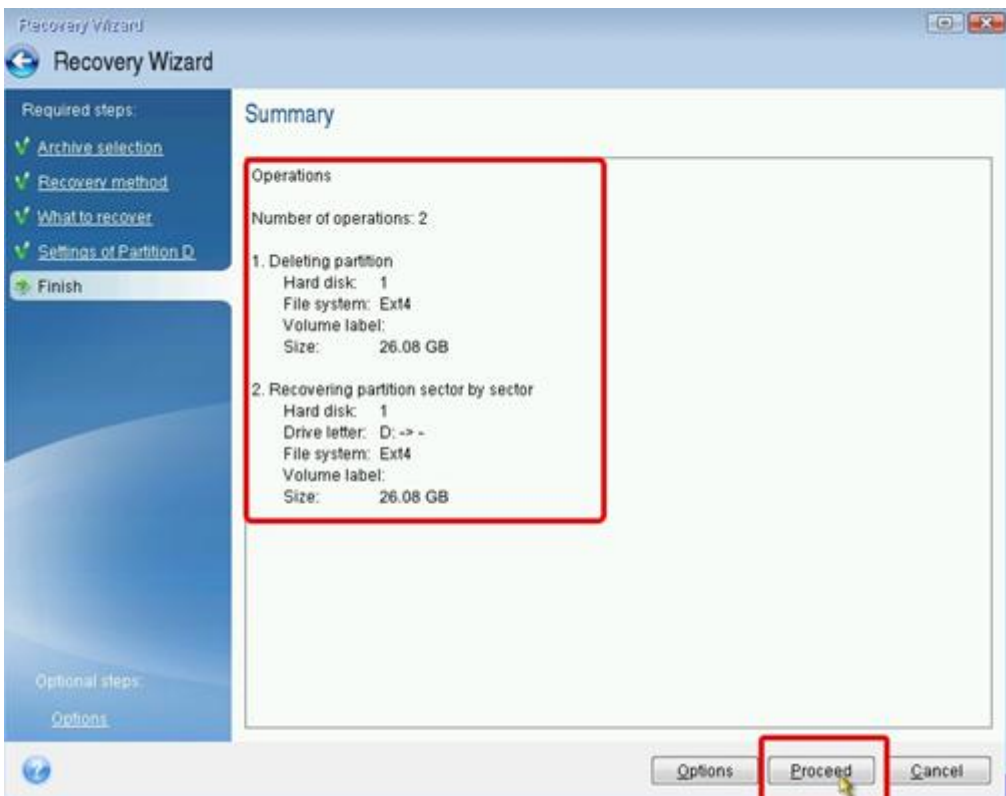 Recovery Wizard
Recovery Wizard
Required steps:
Archive selection
Recovery method
What to recover
Settings of Partition D
Finish
Optional steps:
Options
Summary
Operations
Number of operations: 2
1. Deleting partition
Hard disk: 1
File system: Ext4
Volume label:
Size: 26.08 GB
2. Recovering partition sector by sector
Hard disk: 1
Drive letter: D: -> -
File system: Ext4
Volume label:
Size: 26.08 GB
Options Proceed Cancel